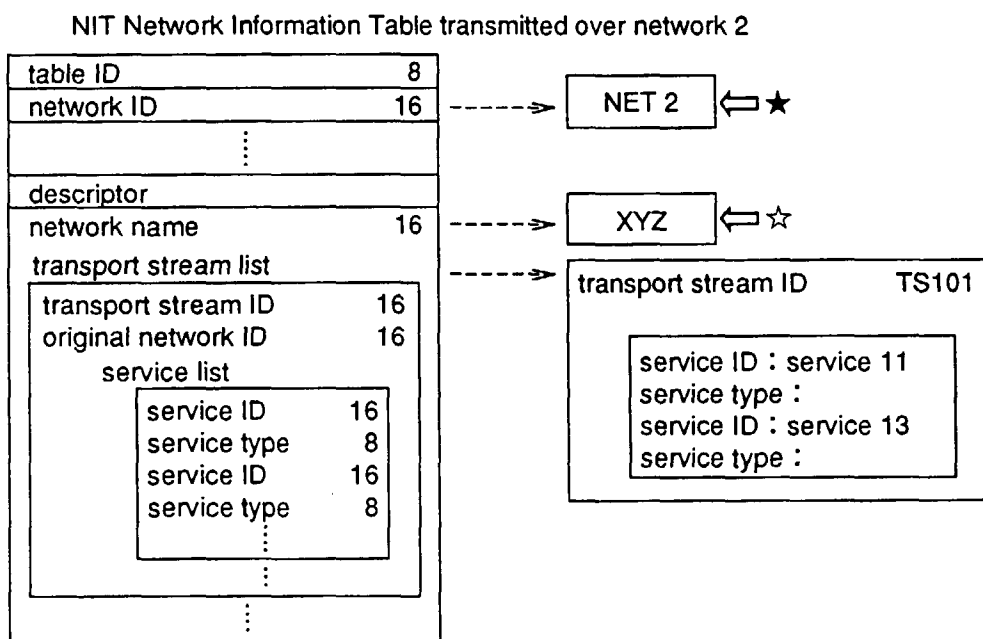 NIT Network Information Table transmitted over network 2
table ID 8
network ID 16
NET 2
descriptor
network name 16
XYZ
transport stream list
transport stream ID 16
original network ID 16
service list
service ID 16
service type 8
service ID 16
service type 8
transport stream ID TS101
service ID : service 11
service type :
service ID : service 13
service type :